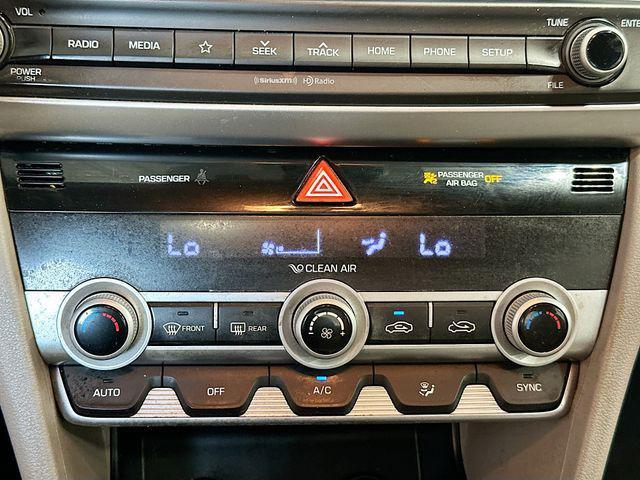 VOL TUNE ENTE
RADIO MEDIA SEEK TRACK HOME PHONE SETUP
POWER
PUSH
((SiriusXM)) HD Radio FILE
PASSENGER PASSENGER
AIR BAG OFF
Lo Lo
CLEAN AIR
FRONT REAR
AUTO OFF A/C SYNC